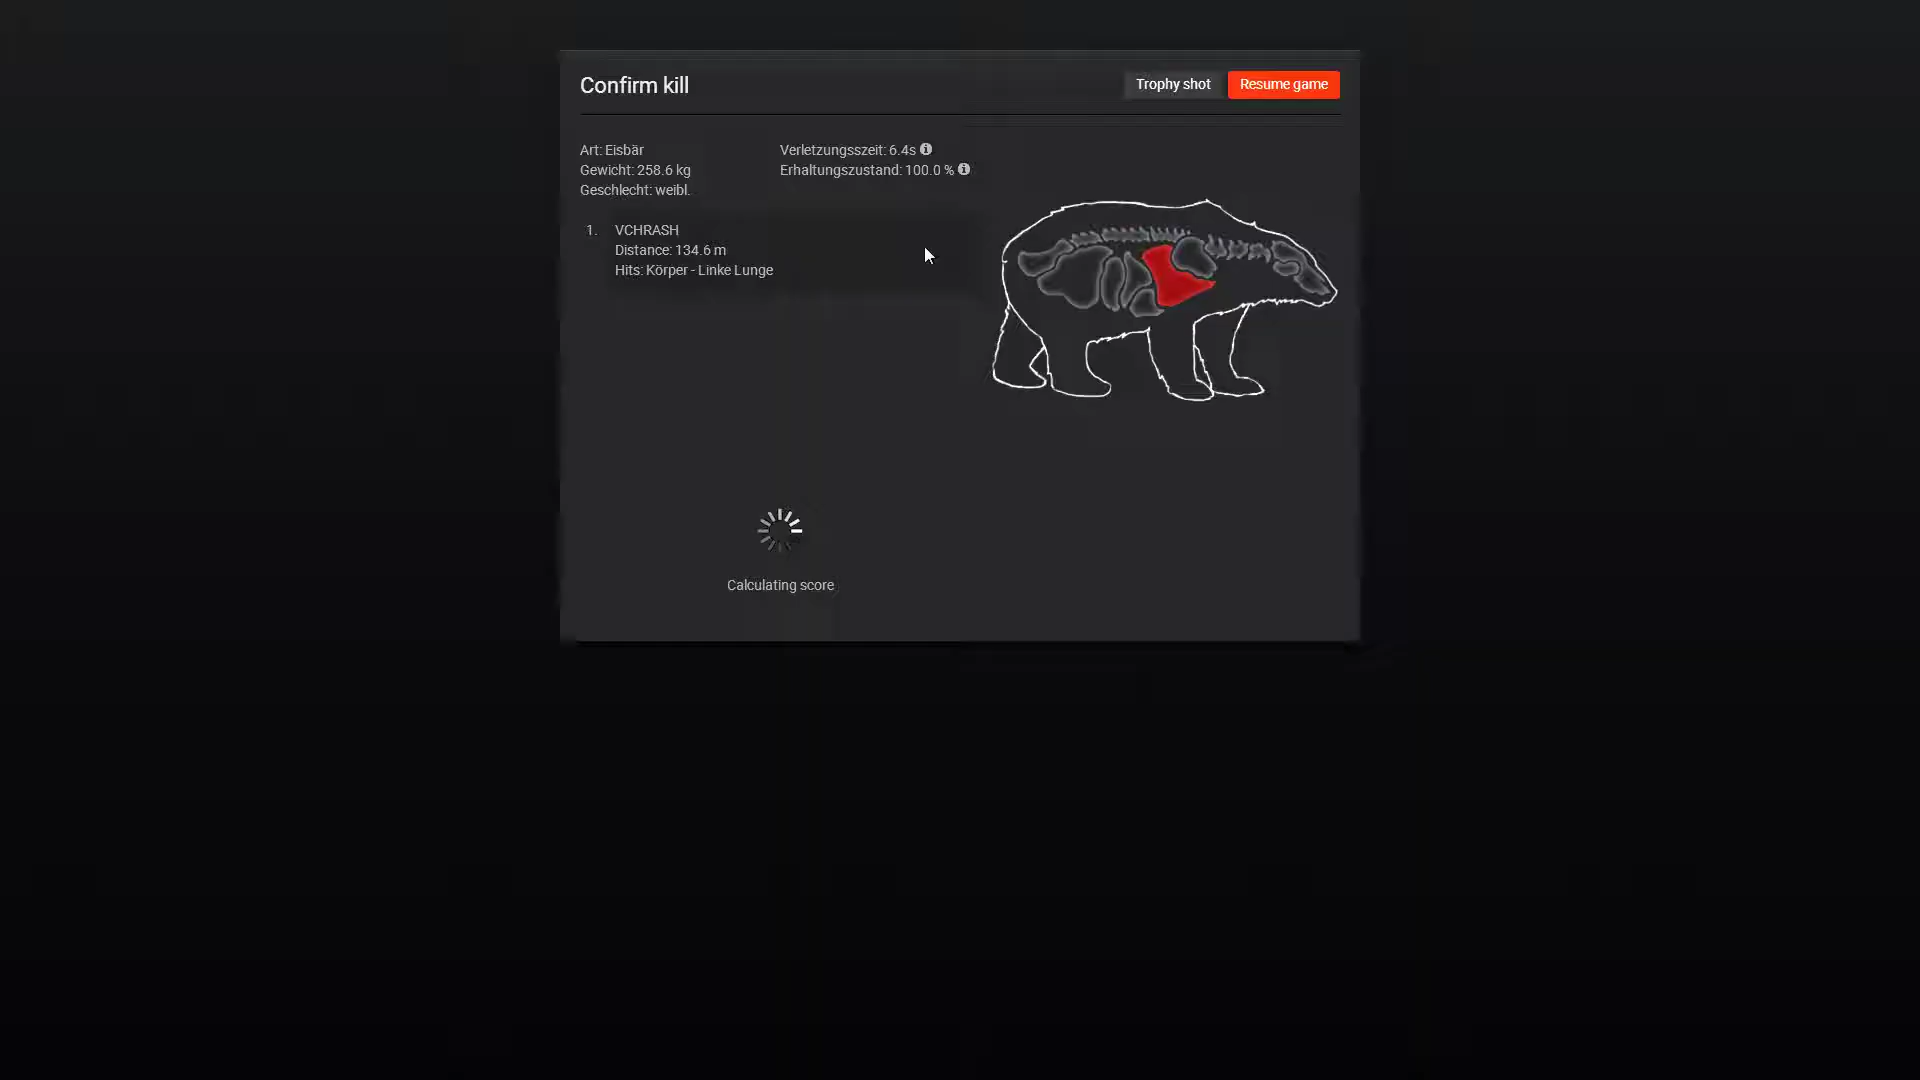 Confirm kill
Trophy shot
Resume game
Art: Eisbär
Gewicht: 258.6 kg
Geschlecht: weibl.
Verletzungsszeit: 6.4s
Erhaltungszustand: 100.0 %
1. VCHRASH
Distance: 134.6 m
Hits: Körper - Linke Lunge
Calculating score